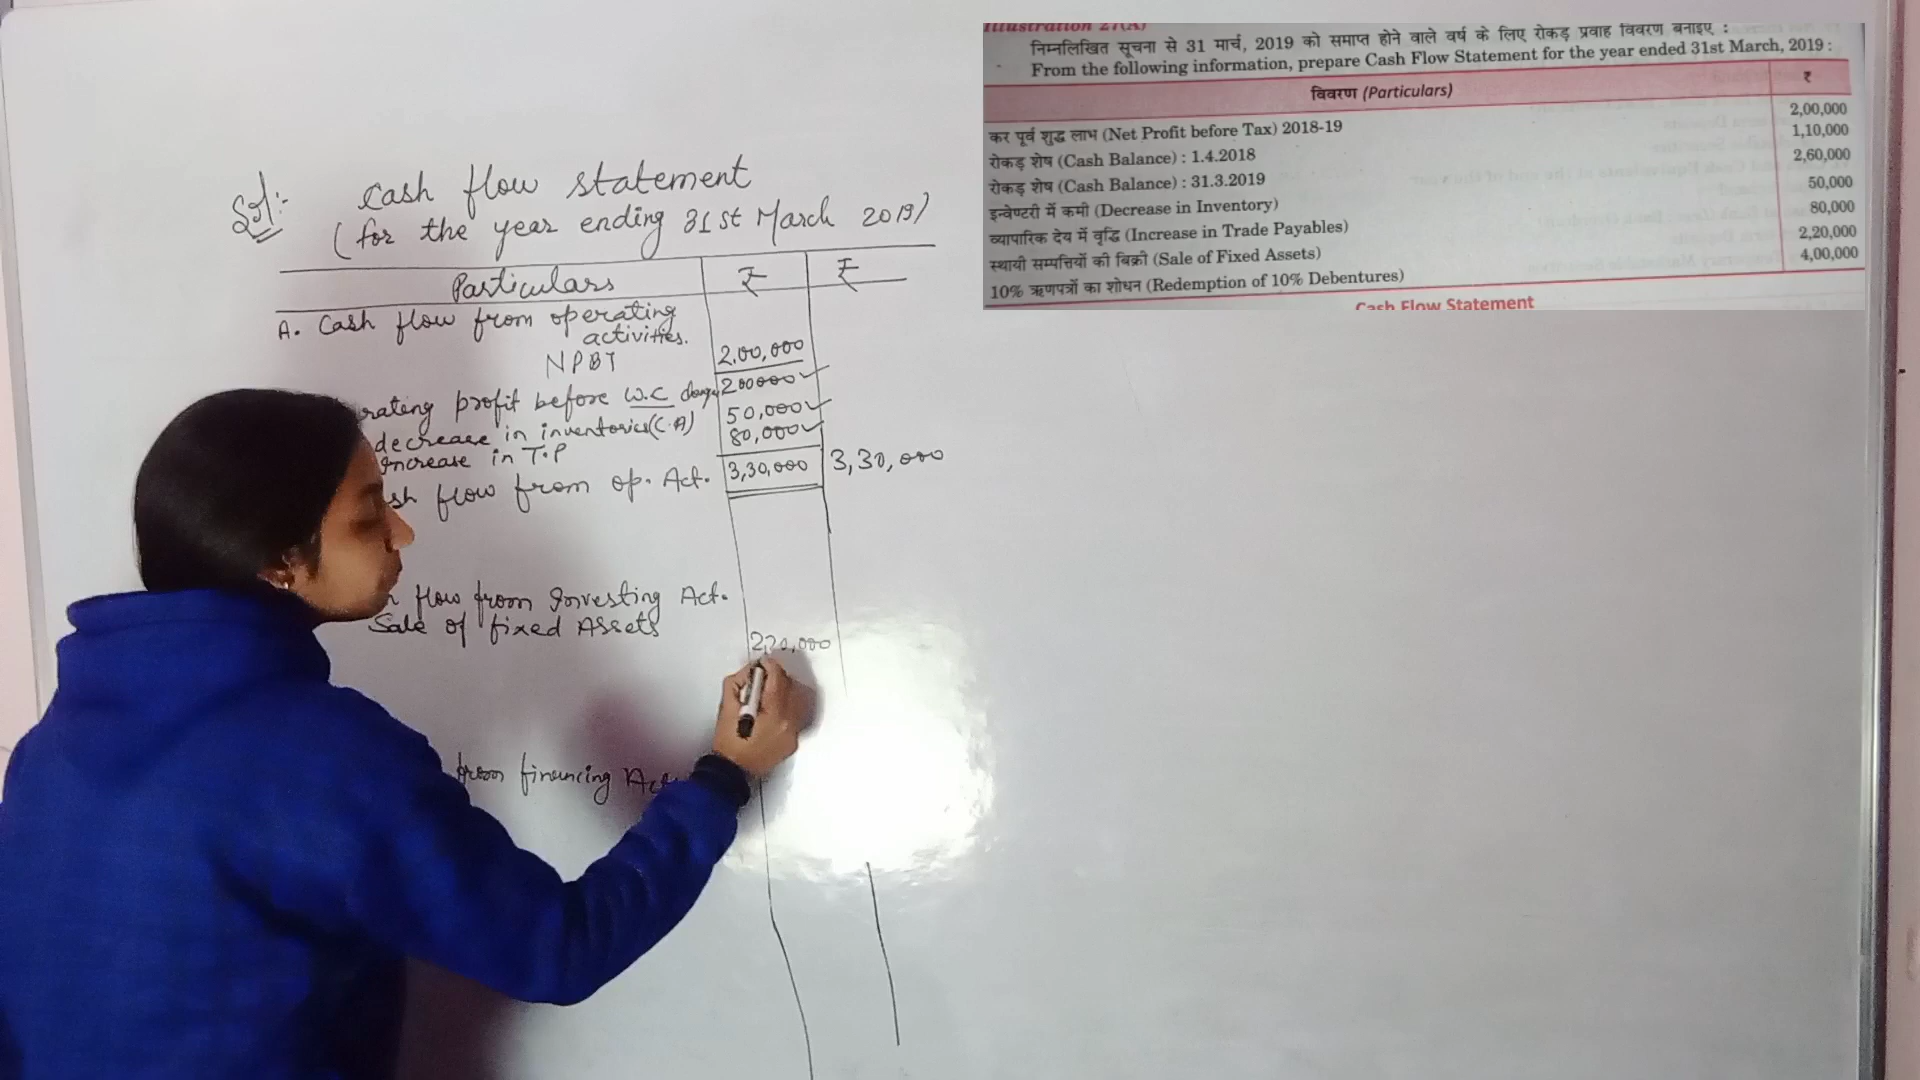 Illustration 27(A)
निम्नलिखित सूचना से 31 मार्च, 2019 को समाप्त होने वाले वर्ष के लिए रोकड़ प्रवाह विवरण बनाइए :
From the following information, prepare Cash Flow Statement for the year ended 31st March, 2019 :
विवरण (Particulars) ₹
कर पूर्व शुद्ध लाभ (Net Profit before Tax) 2018-19 2,00,000
रोकड़ शेष (Cash Balance) : 1.4.2018 1,10,000
रोकड़ शेष (Cash Balance) : 31.3.2019 2,60,000
इन्वेण्टरी में कमी (Decrease in Inventory) 50,000
व्यापारिक देय में वृद्धि (Increase in Trade Payables) 80,000
स्थायी सम्पत्तियों की बिक्री (Sale of Fixed Assets) 2,20,000
10% ऋणपत्रों का शोधन (Redemption of 10% Debentures) 4,00,000
Cash Flow Statement
Sol:-
Cash flow statement
(for the year ending 31st March 2019)
Particulars ₹ ₹
A. Cash flow from operating
activities.
NPBT 2,00,000
rating profit before W.C 200000
decrease in inventories (C.A) 50,000
Increase in T.P 80,000
sh flow from op. Act. 3,30,000 3,30,000
flow from Investing Act.
Sale of fixed Assets 2,20,000
from financing Act